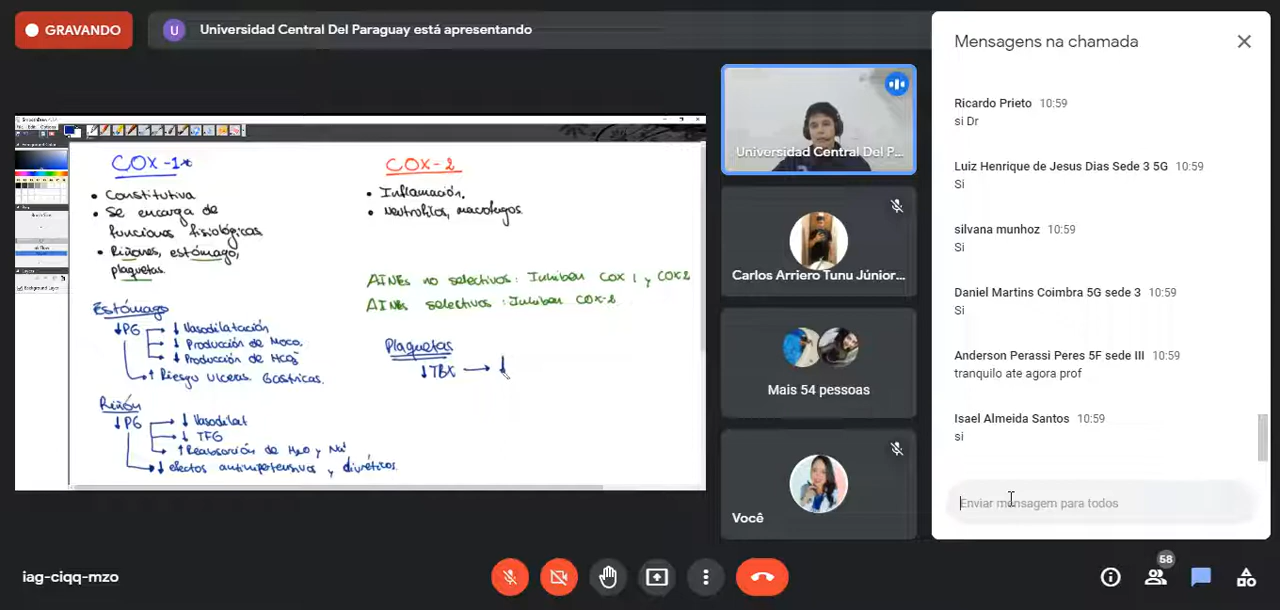 GRAVANDO
U
Universidad Central Del Paraguay está apresentando
COX-1
• Constitutiva
• Se encarga de
funciones fisiológicas
• Riñones, estómago,
plaquetas.
Estómago
↓PG
↓ Vasodilatación
↓ Producción de Moco.
↓ Producción de HCO3
↑ Riesgo Ulceras Gástricas.
Riñón
↓PG
↓ Vasodilat
↓ TFG
↑ Reabsorción de H2O y Na+
↓ efectos antihipertensivos y diuréticos.
COX-2
• Inflamación.
• Neutrofilos, macrofagos.
AINEs no selectivos: Inhiben COX 1 y COX2
AINEs selectivos: Inhiben COX-2
Plaquetas
↓TBX → ↓
Universidad Central Del P...
Carlos Arriero Tunu Júnior...
Mais 54 pessoas
Você
Mensagens na chamada
Ricardo Prieto 10:59
si Dr
Luiz Henrique de Jesus Dias Sede 3 5G 10:59
Si
silvana munhoz 10:59
Si
Daniel Martins Coimbra 5G sede 3 10:59
Si
Anderson Perassi Peres 5F sede III 10:59
tranquilo ate agora prof
Isael Almeida Santos 10:59
si
Enviar mensagem para todos
iag-ciqq-mzo
58